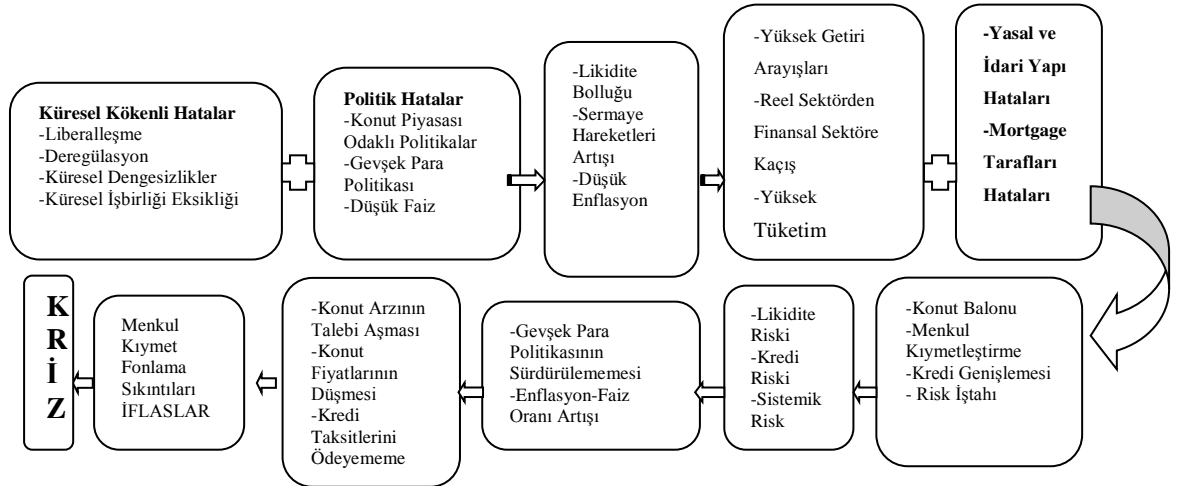 Küresel Kökenli Hatalar
-Liberalleşme
-Deregülasyon
-Küresel Dengesizlikler
-Küresel İşbirliği Eksikliği
Politik Hatalar
-Konut Piyasası
Odaklı Politikalar
-Gevşek Para
Politikası
-Düşük Faiz
-Likidite
Bolluğu
-Sermaye
Hareketleri
Artışı
-Düşük
Enflasyon
-Yüksek Getiri
Arayışları
-Reel Sektörden
Finansal Sektöre
Kaçış
-Yüksek
Tüketim
-Yasal ve
İdari Yapı
Hataları
-Mortgage
Tarafları
Hataları
-Konut Balonu
-Menkul
Kıymetleştirme
-Kredi Genişlemesi
- Risk İştahı
-Likidite
Riski
-Kredi
Riski
-Sistemik
Risk
-Gevşek Para
Politikasının
Sürdürülememesi
-Enflasyon-Faiz
Oranı Artışı
-Konut Arzının
Talebi Aşması
-Konut
Fiyatlarının
Düşmesi
-Kredi
Taksitlerini
Ödeyememe
Menkul
Kıymet
Fonlama
Sıkıntıları
İFLASLAR
K
R
İ
Z